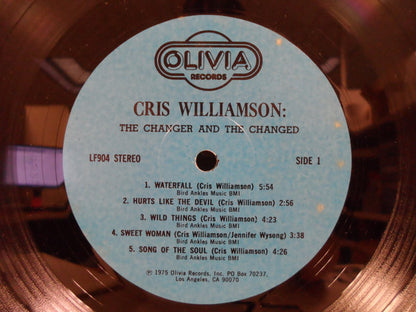 OLIVIA
RECORDS
CRIS WILLIAMSON:
THE CHANGER AND THE CHANGED
LF904 STEREO SIDE 1
1. WATERFALL (Cris Williamson) 5:54
Bird Ankles Music BMI
2. HURTS LIKE THE DEVIL (Cris Williamson) 2:56
Bird Ankles Music BMI
3. WILD THINGS (Cris Williamson) 4:23
Bird Ankles Music BMI
4. SWEET WOMAN (Cris Williamson/Jennifer Wysong) 3:38
Bird Ankles Music BMI
5. SONG OF THE SOUL (Cris Williamson) 4:26
Bird Ankles Music BMI
℗ 1975 Olivia Records, Inc. PO Box 70237,
Los Angeles, CA 90070